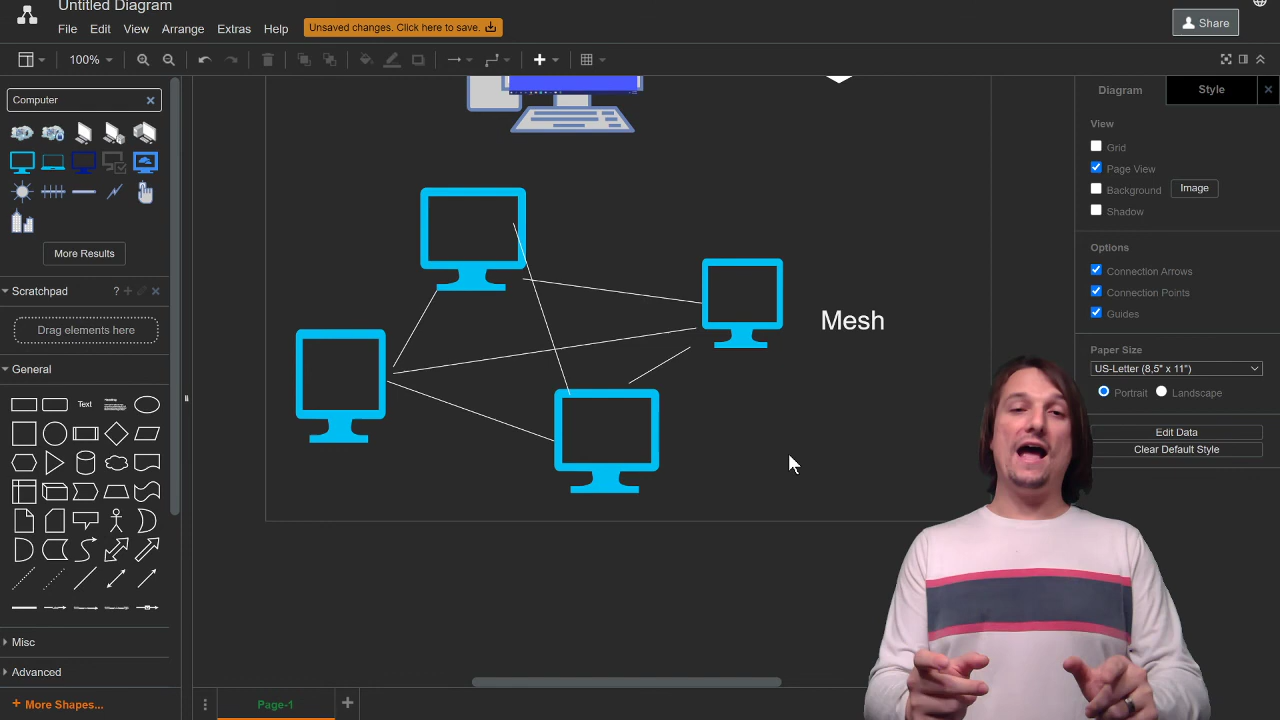 Untitled Diagram
File Edit View Arrange Extras Help
Unsaved changes. Click here to save.
Share
100%
Computer
More Results
Scratchpad
?
Drag elements here
General
Text
Heading
Misc
Advanced
+ More Shapes...
Mesh
Page-1
Diagram
Style
View
Grid
Page View
Background
Image
Shadow
Options
Connection Arrows
Connection Points
Guides
Paper Size
US-Letter (8,5" x 11")
Portrait
Landscape
Edit Data
Clear Default Style